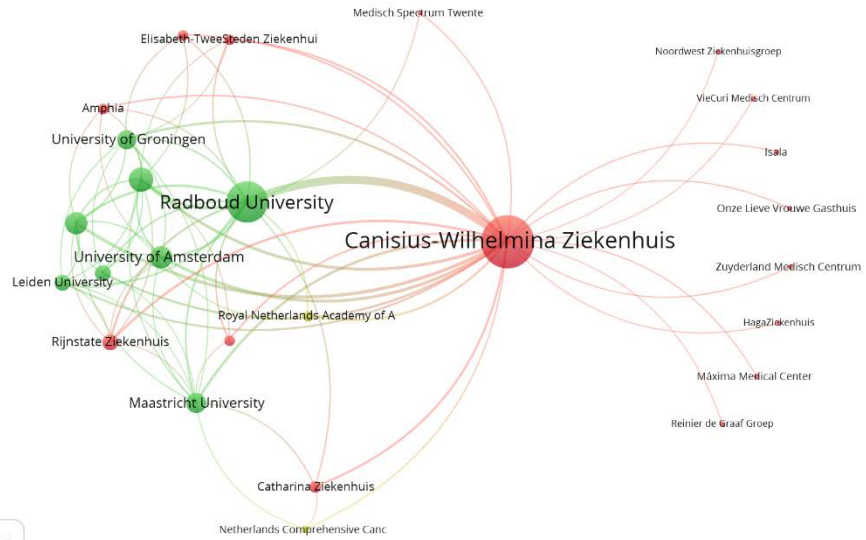 Medisch Spectrum Twente
Elisabeth-TweeSteden Ziekenhui
Noordwest Ziekenhuisgroep
VieCuri Medisch Centrum
Amphia
University of Groningen
Isala
Radboud University
Onze Lieve Vrouwe Gasthuis
Canisius-Wilhelmina Ziekenhuis
University of Amsterdam
Zuyderland Medisch Centrum
Leiden University
Royal Netherlands Academy of A
HagaZiekenhuis
Rijnstate Ziekenhuis
Máxima Medical Center
Maastricht University
Reinier de Graaf Groep
Catharina Ziekenhuis
Netherlands Comprehensive Canc